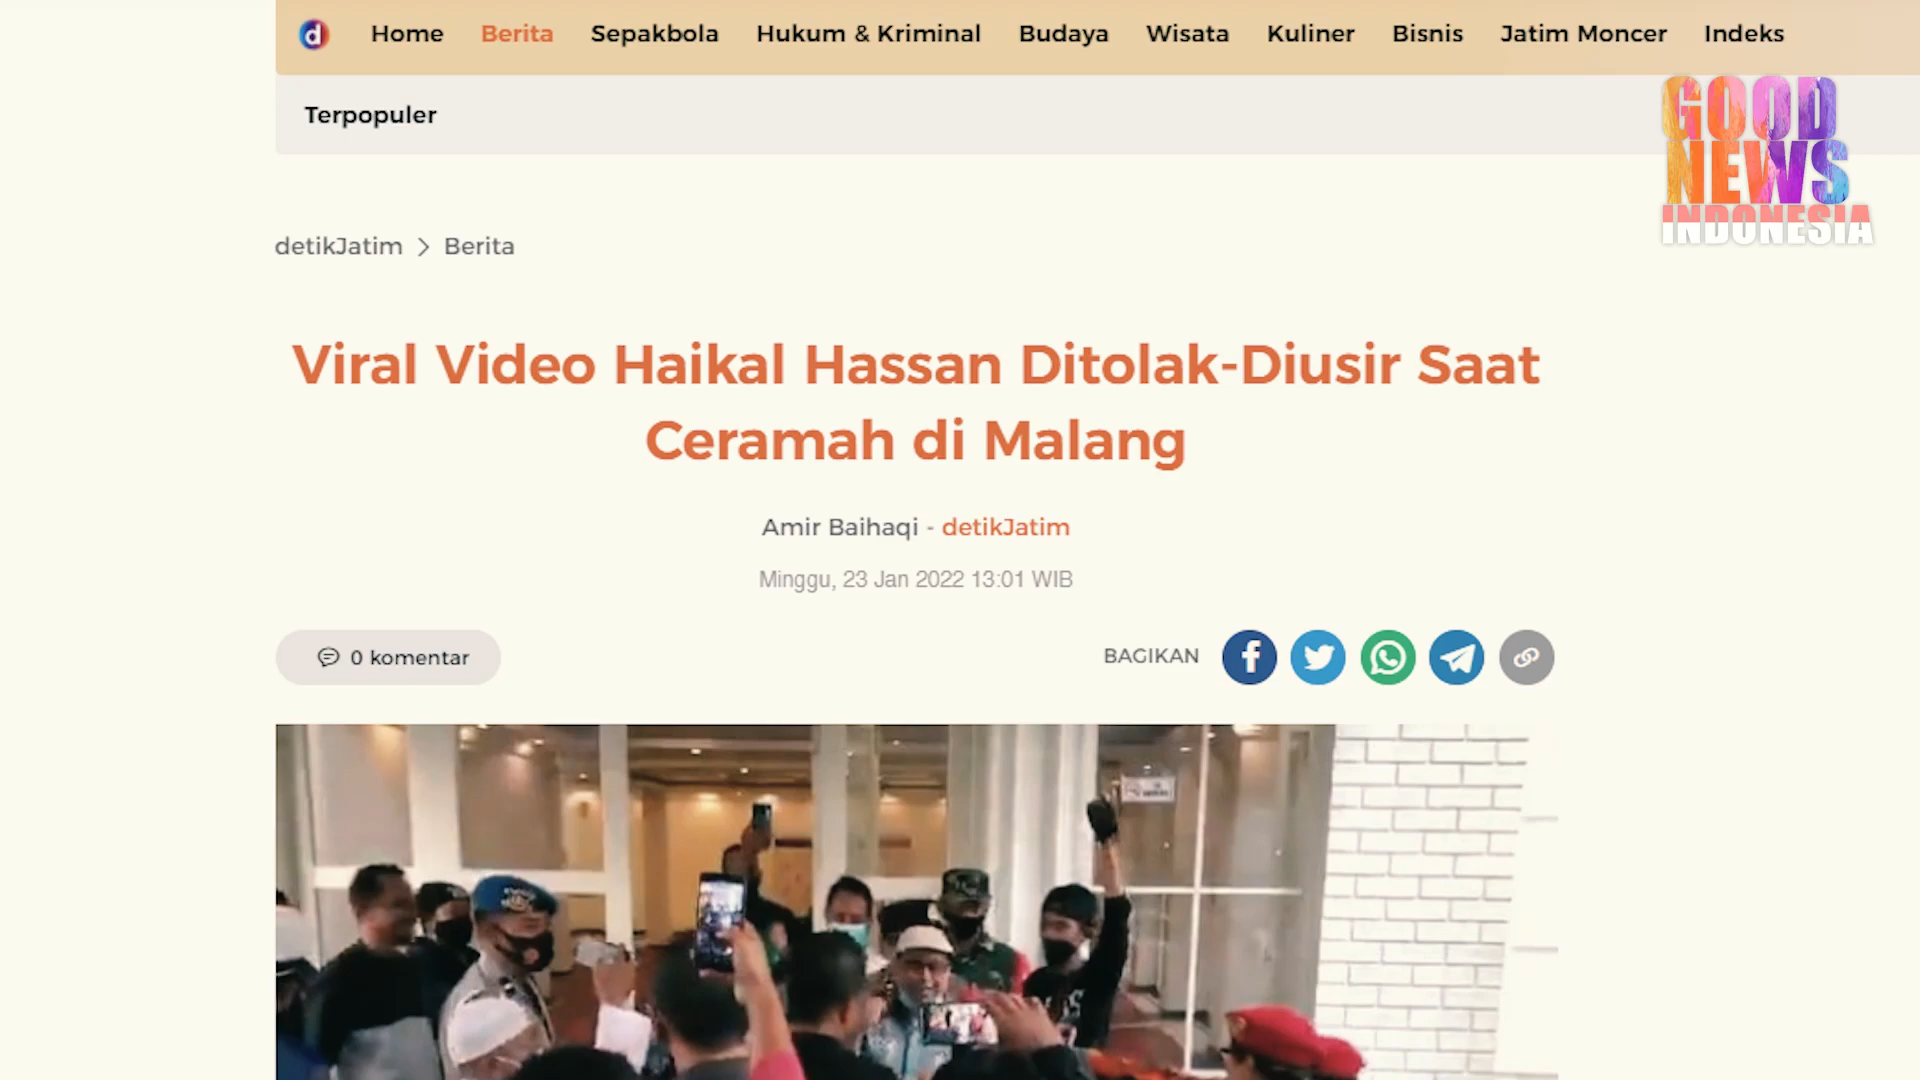 d Home Berita Sepakbola Hukum & Kriminal Budaya Wisata Kuliner Bisnis Jatim Moncer Indeks
Terpopuler
GOOD
NEWS
INDONESIA
detikJatim > Berita
Viral Video Haikal Hassan Ditolak-Diusir Saat
Ceramah di Malang
Amir Baihaqi - detikJatim
Minggu, 23 Jan 2022 13:01 WIB
0 komentar
BAGIKAN